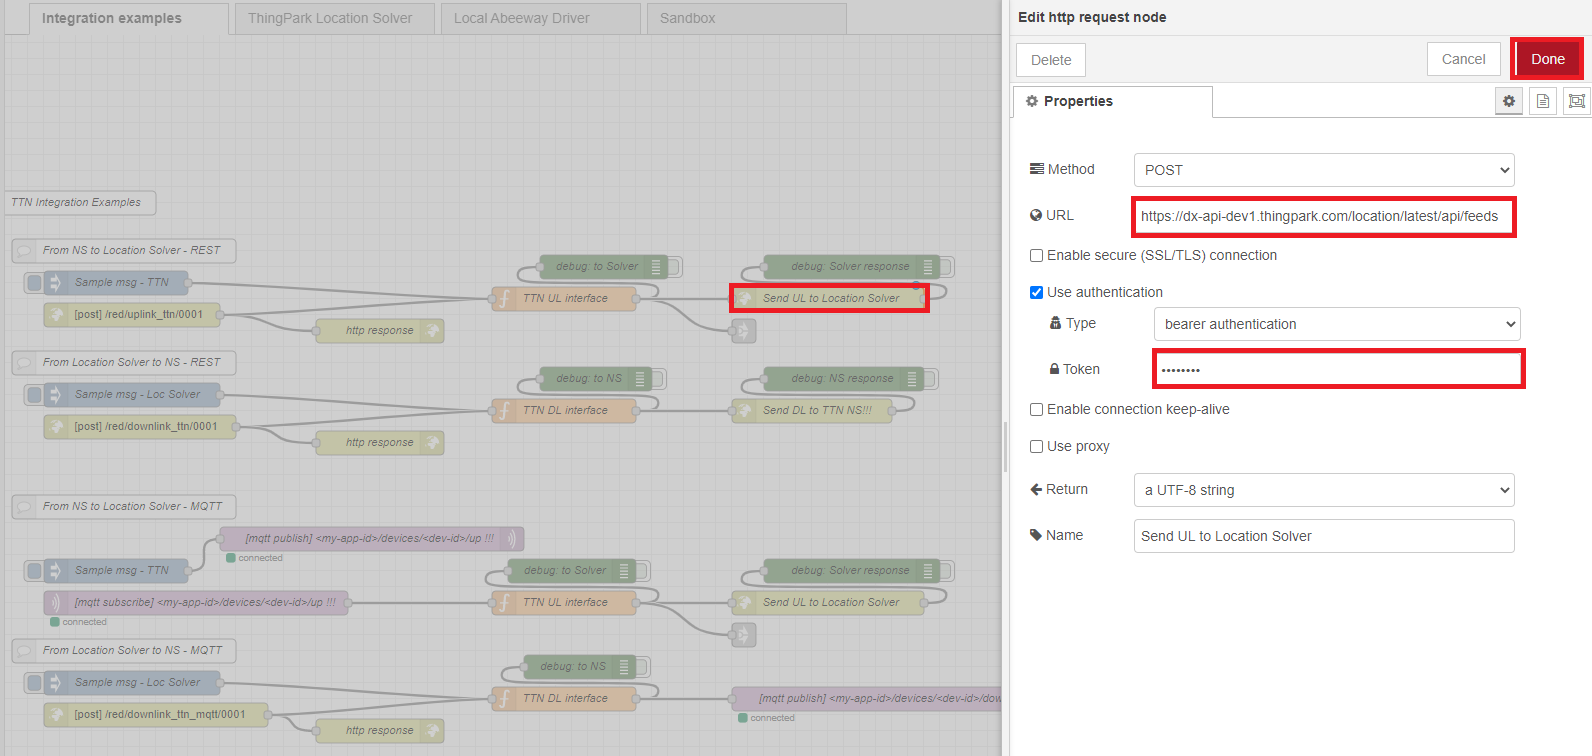 Integration examples
ThingPark Location Solver
Local Abeeway Driver
Sandbox
TTN Integration Examples
From NS to Location Solver - REST
Sample msg - TTN
[post] /red/uplink_ttn/0001
http response
TTN UL interface
debug: to Solver
debug: Solver response
Send UL to Location Solver
From Location Solver to NS - REST
Sample msg - Loc Solver
[post] /red/downlink_ttn/0001
http response
TTN DL interface
debug: to NS
debug: NS response
Send DL to TTN NS!!!
From NS to Location Solver - MQTT
[mqtt publish] <my-app-id>/devices/<dev-id>/up !!!
connected
Sample msg - TTN
[mqtt subscribe] <my-app-id>/devices/<dev-id>/up !!!
connected
debug: to Solver
TTN UL interface
debug: Solver response
Send UL to Location Solver
From Location Solver to NS - MQTT
Sample msg - Loc Solver
[post] /red/downlink_ttn_mqtt/0001
http response
debug: to NS
TTN DL interface
[mqtt publish] <my-app-id>/devices/<dev-id>/dow
connected
Edit http request node
Delete
Cancel
Done
Properties
Method
POST
URL
https://dx-api-dev1.thingpark.com/location/latest/api/feeds
Enable secure (SSL/TLS) connection
Use authentication
Type
bearer authentication
Token
••••••••
Enable connection keep-alive
Use proxy
Return
a UTF-8 string
Name
Send UL to Location Solver